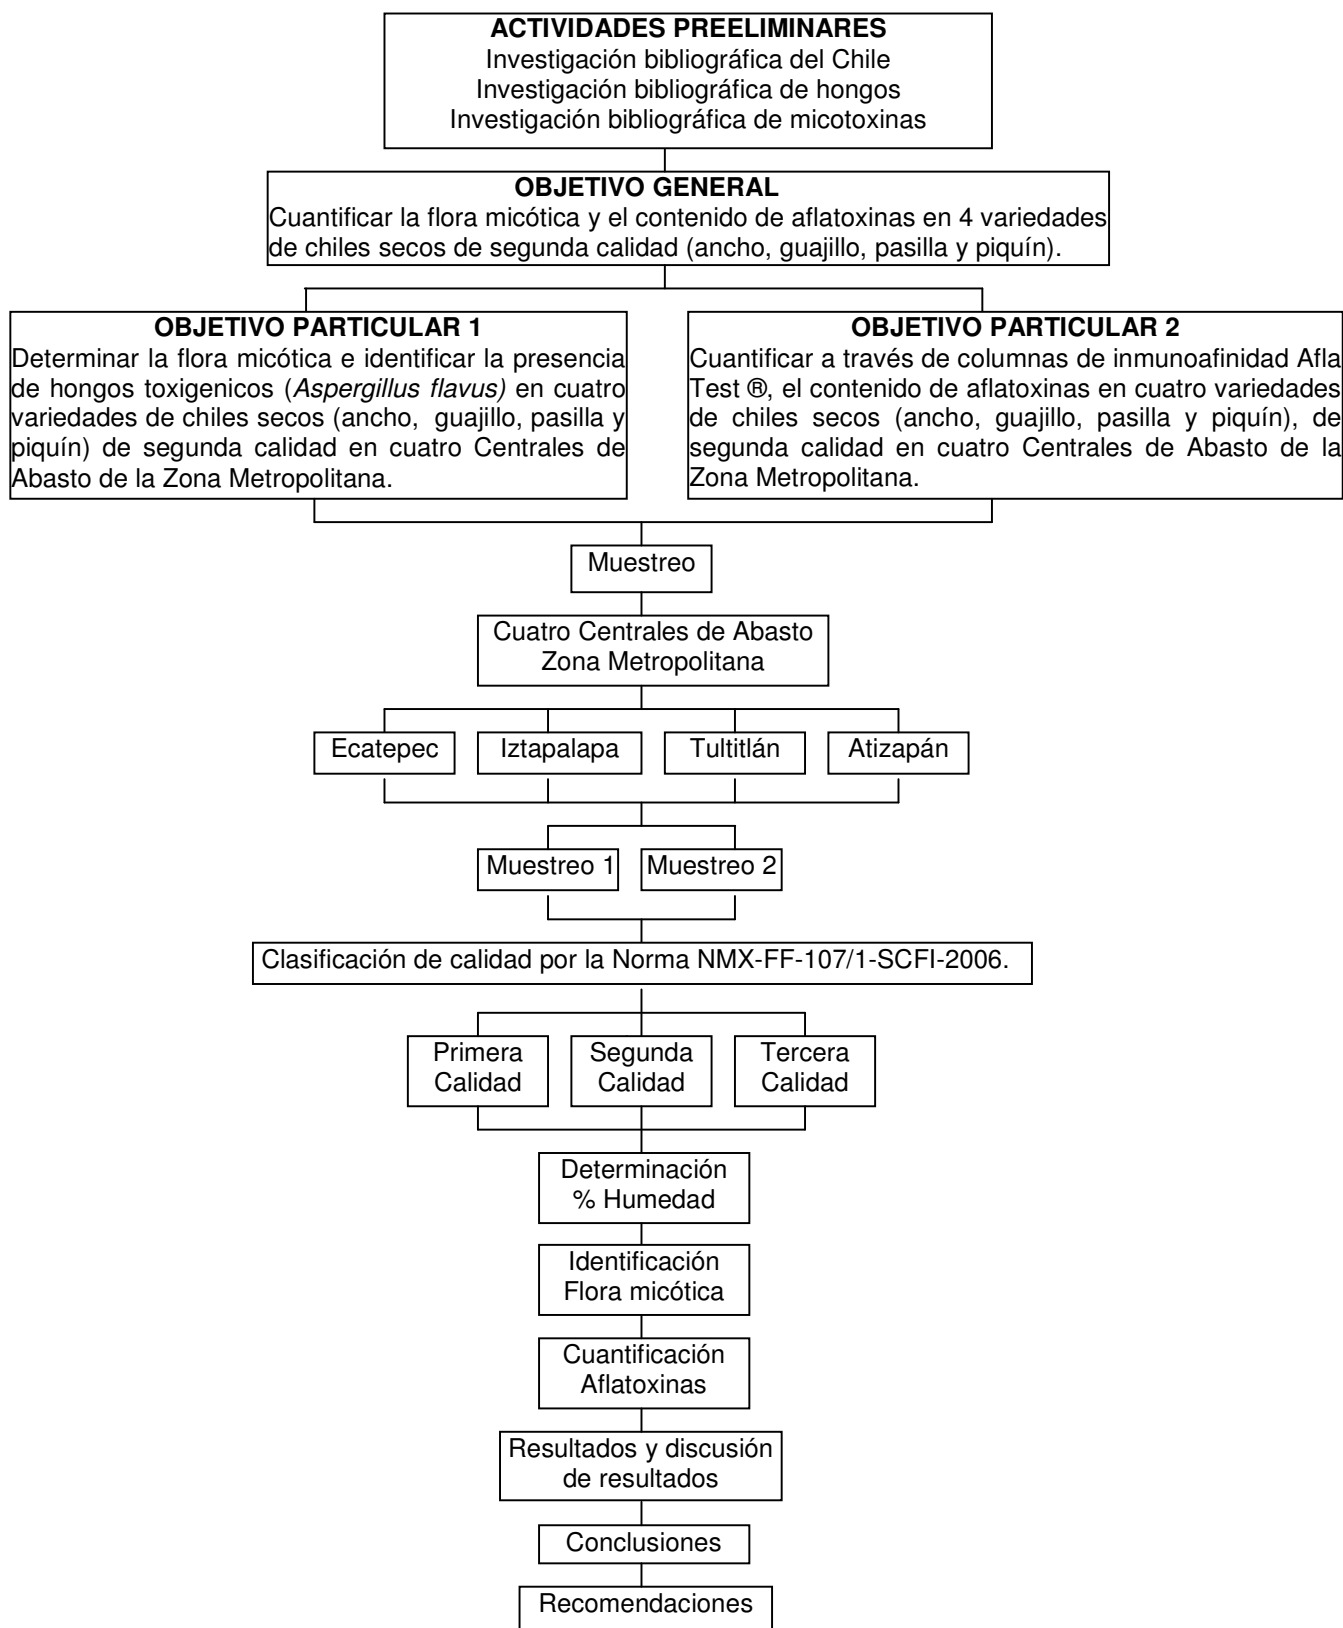 ACTIVIDADES PREELIMINARES
Investigación bibliográfica del Chile
Investigación bibliográfica de hongos
Investigación bibliográfica de micotoxinas
OBJETIVO GENERAL
Cuantificar la flora micótica y el contenido de aflatoxinas en 4 variedades
de chiles secos de segunda calidad (ancho, guajillo, pasilla y piquín).
OBJETIVO PARTICULAR 1
Determinar la flora micótica e identificar la presencia
de hongos toxigenicos (Aspergillus flavus) en cuatro
variedades de chiles secos (ancho, guajillo, pasilla y
piquín) de segunda calidad en cuatro Centrales de
Abasto de la Zona Metropolitana.
OBJETIVO PARTICULAR 2
Cuantificar a través de columnas de inmunoafinidad Afla
Test ®, el contenido de aflatoxinas en cuatro variedades
de chiles secos (ancho, guajillo, pasilla y piquín), de
segunda calidad en cuatro Centrales de Abasto de la
Zona Metropolitana.
Muestreo
Cuatro Centrales de Abasto
Zona Metropolitana
Ecatepec
Iztapalapa
Tultitlán
Atizapán
Muestreo 1
Muestreo 2
Clasificación de calidad por la Norma NMX-FF-107/1-SCFI-2006.
Primera
Calidad
Segunda
Calidad
Tercera
Calidad
Determinación
% Humedad
Identificación
Flora micótica
Cuantificación
Aflatoxinas
Resultados y discusión
de resultados
Conclusiones
Recomendaciones